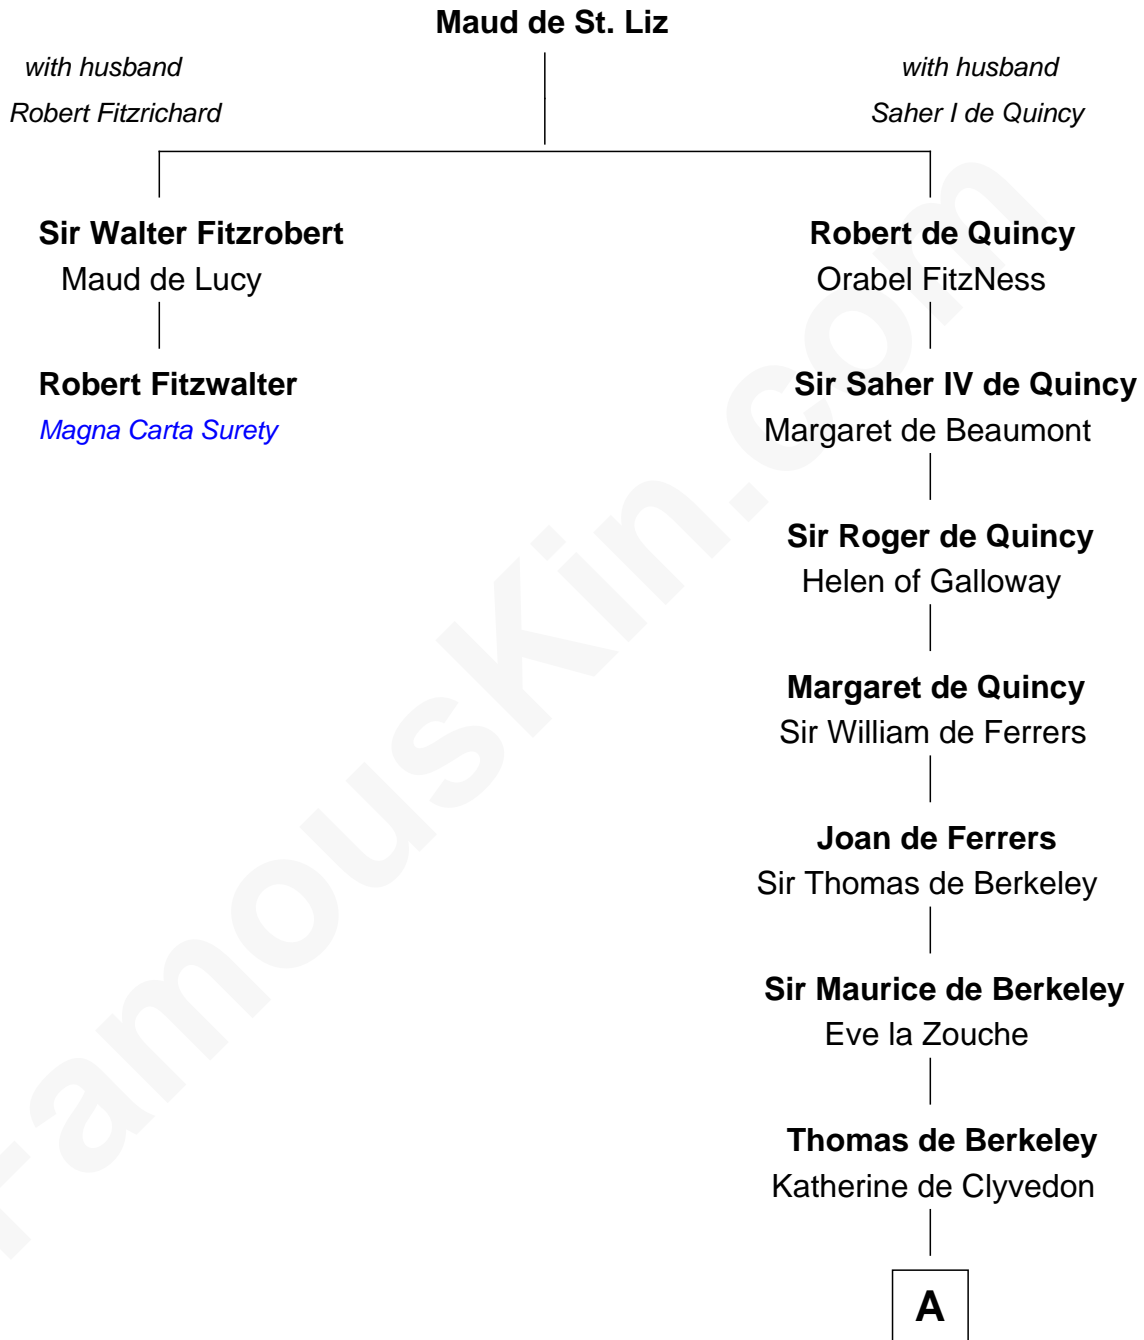 Maud de St. Liz
with husband
Robert Fitzrichard
with husband
Saher I de Quincy
Sir Walter Fitzrobert
Maud de Lucy
Robert Fitzwalter
Magna Carta Surety
Robert de Quincy
Orabel FitzNess
Sir Saher IV de Quincy
Margaret de Beaumont
Sir Roger de Quincy
Helen of Galloway
Margaret de Quincy
Sir William de Ferrers
Joan de Ferrers
Sir Thomas de Berkeley
Sir Maurice de Berkeley
Eve la Zouche
Thomas de Berkeley
Katherine de Clyvedon
A
FamousKin.com